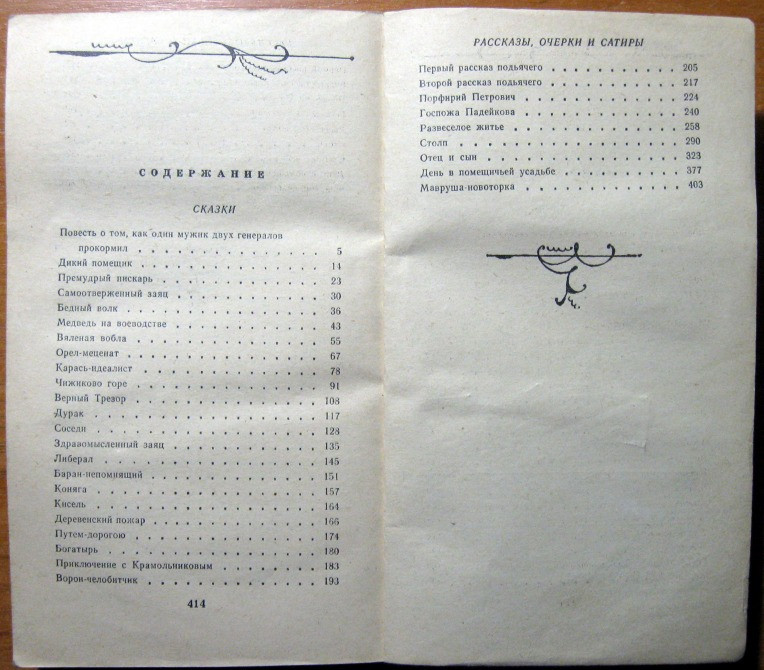 СОДЕРЖАНИЕ
СКАЗКИ
Повесть о том, как один мужик двух генералов
прокормил . . . . . . . . . . . . . 5
Дикий помещик . . . . . . . . . . . . . 14
Премудрый пискарь . . . . . . . . . . . . . 23
Самоотверженный заяц . . . . . . . . . . . . 30
Бедный волк . . . . . . . . . . . . . 36
Медведь на воеводстве . . . . . . . . . . . . 43
Вяленая вобла . . . . . . . . . . . . . 55
Орел-меценат . . . . . . . . . . . . . 67
Карась-идеалист . . . . . . . . . . . . . 78
Чижиково горе . . . . . . . . . . . . . 91
Верный Трезор . . . . . . . . . . . . . 108
Дурак . . . . . . . . . . . . . 117
Соседи . . . . . . . . . . . . . 128
Здравомысленный заяц . . . . . . . . . . . . 135
Либерал . . . . . . . . . . . . . 145
Баран-непомнящий . . . . . . . . . . . . . 151
Коняга . . . . . . . . . . . . . 157
Кисель . . . . . . . . . . . . . 164
Деревенский пожар . . . . . . . . . . . . 166
Путем-дорогою . . . . . . . . . . . . . 174
Богатырь . . . . . . . . . . . . . 180
Приключение с Крамольниковым . . . . . . . . . 183
Ворон-челобитчик . . . . . . . . . . . . . 193
414
РАССКАЗЫ, ОЧЕРКИ И САТИРЫ
Первый рассказ подьячего . . . . . . . . . . 205
Второй рассказ подьячего . . . . . . . . . . 217
Порфирий Петрович . . . . . . . . . . . . 224
Госпожа Падейкова . . . . . . . . . . . . 240
Развеселое житье . . . . . . . . . . . . 258
Столп . . . . . . . . . . . . . 290
Отец и сын . . . . . . . . . . . . . 323
День в помещичьей усадьбе . . . . . . . . . 377
Мавруша-новоторка . . . . . . . . . . . . 403